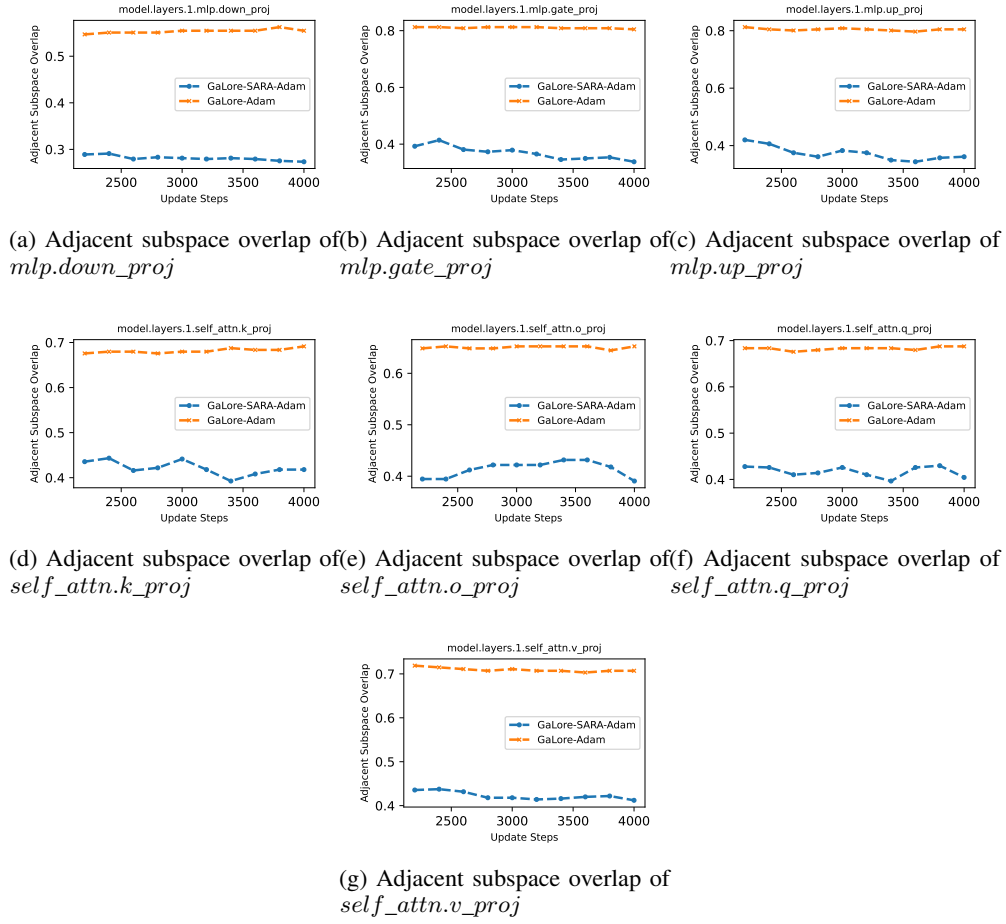 model.layers.1.mlp.down_proj
Adjacent Subspace Overlap
0.5
0.4
0.3
GaLore-SARA-Adam
GaLore-Adam
2500 3000 3500 4000
Update Steps
model.layers.1.mlp.gate_proj
Adjacent Subspace Overlap
0.8
0.6
0.4
GaLore-SARA-Adam
GaLore-Adam
2500 3000 3500 4000
Update Steps
model.layers.1.mlp.up_proj
Adjacent Subspace Overlap
0.8
0.6
0.4
GaLore-SARA-Adam
GaLore-Adam
2500 3000 3500 4000
Update Steps
(a) Adjacent subspace overlap of
mlp.down_proj
(b) Adjacent subspace overlap of
mlp.gate_proj
(c) Adjacent subspace overlap of
mlp.up_proj
model.layers.1.self_attn.k_proj
Adjacent Subspace Overlap
0.7
0.6
0.5
0.4
GaLore-SARA-Adam
GaLore-Adam
2500 3000 3500 4000
Update Steps
model.layers.1.self_attn.o_proj
Adjacent Subspace Overlap
0.6
0.5
0.4
GaLore-SARA-Adam
GaLore-Adam
2500 3000 3500 4000
Update Steps
model.layers.1.self_attn.q_proj
Adjacent Subspace Overlap
0.7
0.6
0.5
0.4
GaLore-SARA-Adam
GaLore-Adam
2500 3000 3500 4000
Update Steps
(d) Adjacent subspace overlap of
self_attn.k_proj
(e) Adjacent subspace overlap of
self_attn.o_proj
(f) Adjacent subspace overlap of
self_attn.q_proj
model.layers.1.self_attn.v_proj
Adjacent Subspace Overlap
0.7
0.6
0.5
0.4
GaLore-SARA-Adam
GaLore-Adam
2500 3000 3500 4000
Update Steps
(g) Adjacent subspace overlap of
self_attn.v_proj